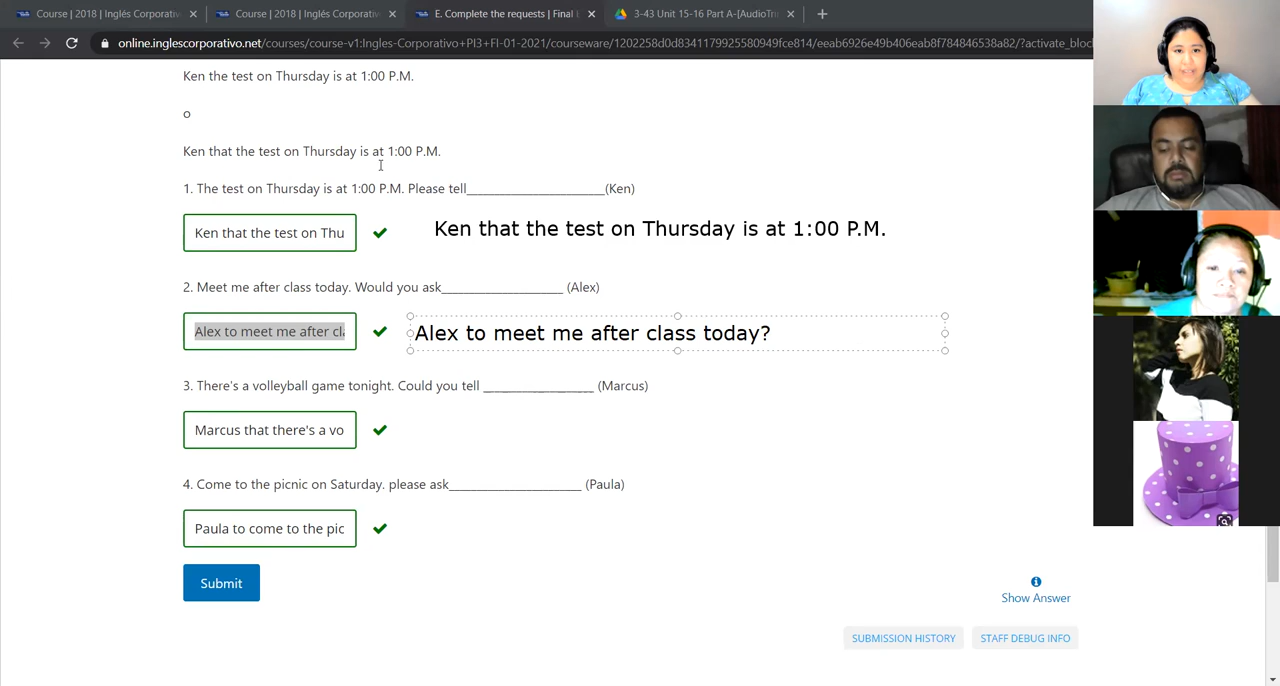 Course | 2018 | Inglés Corporativ
Course | 2018 | Inglés Corporativ
E. Complete the requests | Final
3-43 Unit 15-16 Part A-[AudioTru
online.inglescorporativo.net/courses/course-v1:Ingles-Corporativo+PI3+FI-01-2021/courseware/1202258d0d8341179925580949fce814/eeab6926e49b406eab8f784846538a82/?activate_bloc
Ken the test on Thursday is at 1:00 P.M.
o
Ken that the test on Thursday is at 1:00 P.M.
1. The test on Thursday is at 1:00 P.M. Please tell____________________(Ken)
Ken that the test on Thu
Ken that the test on Thursday is at 1:00 P.M.
2. Meet me after class today. Would you ask__________________ (Alex)
Alex to meet me after cla
Alex to meet me after class today?
3. There's a volleyball game tonight. Could you tell ________________ (Marcus)
Marcus that there's a vo
4. Come to the picnic on Saturday. please ask___________________ (Paula)
Paula to come to the pic
Submit
Show Answer
SUBMISSION HISTORY
STAFF DEBUG INFO